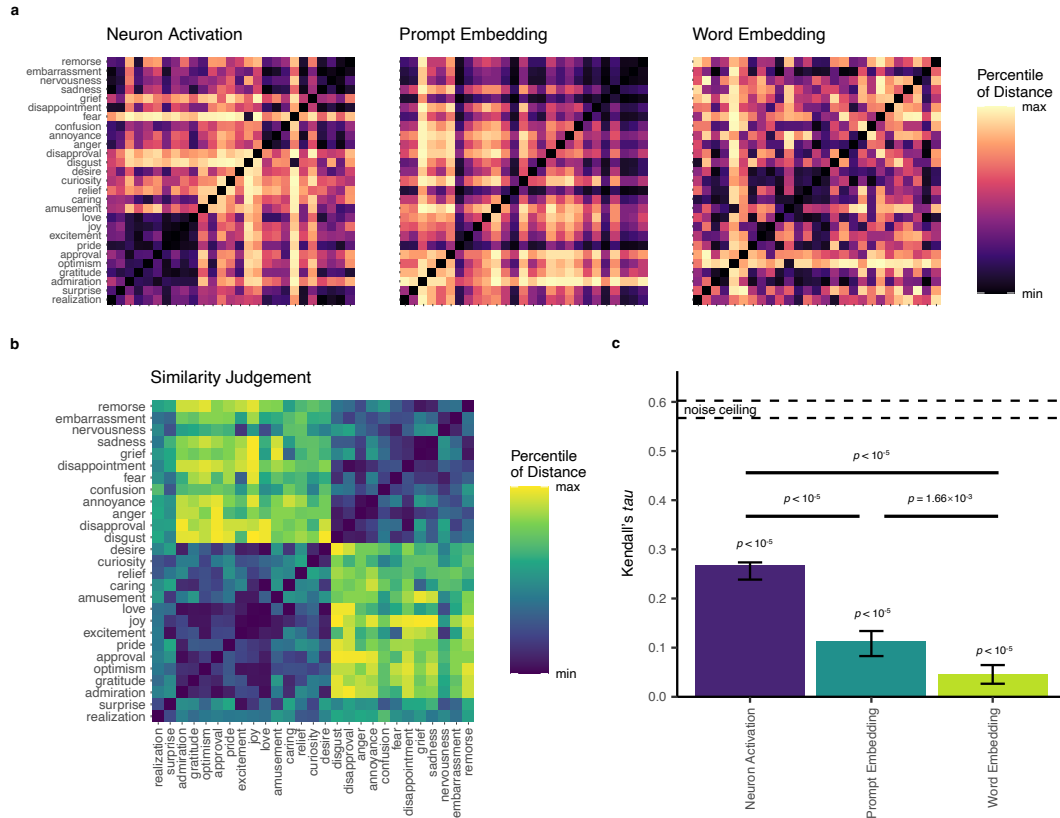 a
Neuron Activation
Prompt Embedding
Word Embedding
remorse
embarrassment
nervousness
sadness
grief
disappointment
fear
confusion
annoyance
anger
disapproval
disgust
desire
curiosity
relief
caring
amusement
love
joy
excitement
pride
approval
optimism
gratitude
admiration
surprise
realization
Percentile
of Distance
max
min
b
Similarity Judgement
remorse
embarrassment
nervousness
sadness
grief
disappointment
fear
confusion
annoyance
anger
disapproval
disgust
desire
curiosity
relief
caring
amusement
love
joy
excitement
pride
approval
optimism
gratitude
admiration
surprise
realization
realization
surprise
admiration
gratitude
optimism
approval
pride
excitement
joy
love
amusement
caring
relief
curiosity
desire
disgust
disapproval
anger
annoyance
confusion
fear
disappointment
grief
sadness
nervousness
embarrassment
remorse
Percentile
of Distance
max
min
c
Kendall's tau
0.6
0.5
0.4
0.3
0.2
0.1
0.0
noise ceiling
p < 10⁻⁵
p < 10⁻⁵
p = 1.66×10⁻³
p < 10⁻⁵
p < 10⁻⁵
p < 10⁻⁵
Neuron Activation
Prompt Embedding
Word Embedding